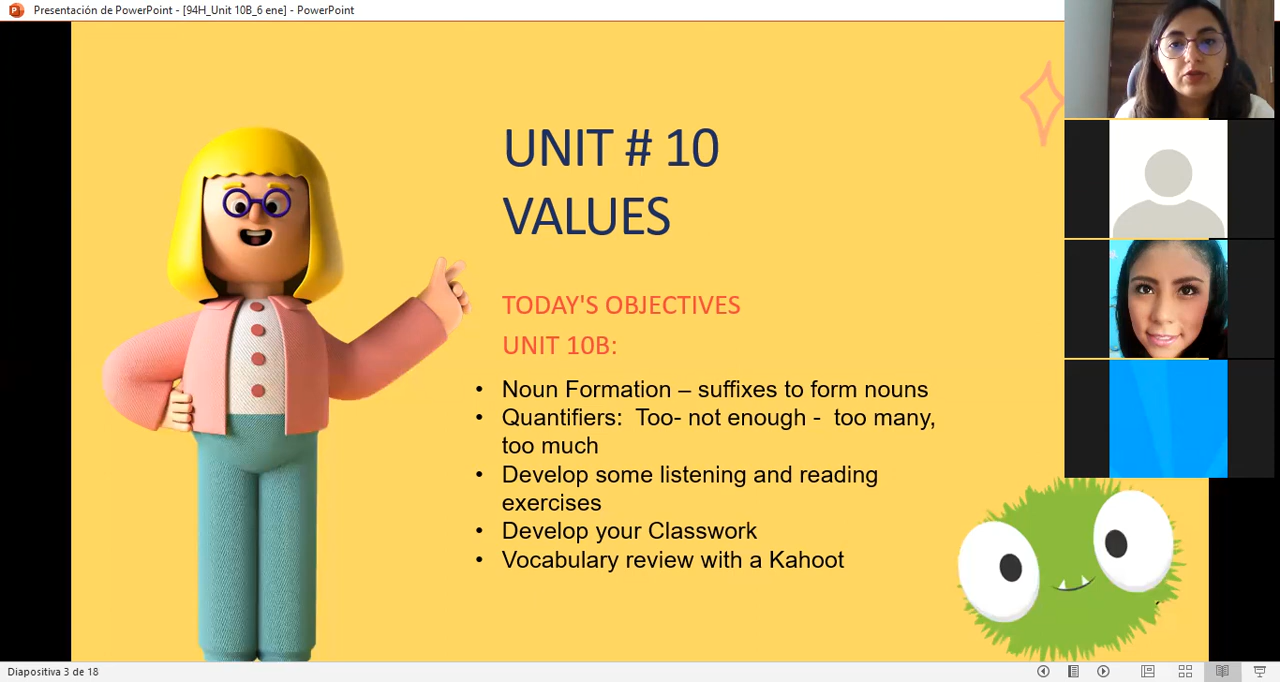 Presentación de PowerPoint - [94H_Unit 10B_6 ene] - PowerPoint
UNIT # 10
VALUES
TODAY'S OBJECTIVES
UNIT 10B:
• Noun Formation – suffixes to form nouns
• Quantifiers: Too- not enough - too many,
too much
• Develop some listening and reading
exercises
• Develop your Classwork
• Vocabulary review with a Kahoot
Diapositiva 3 de 18